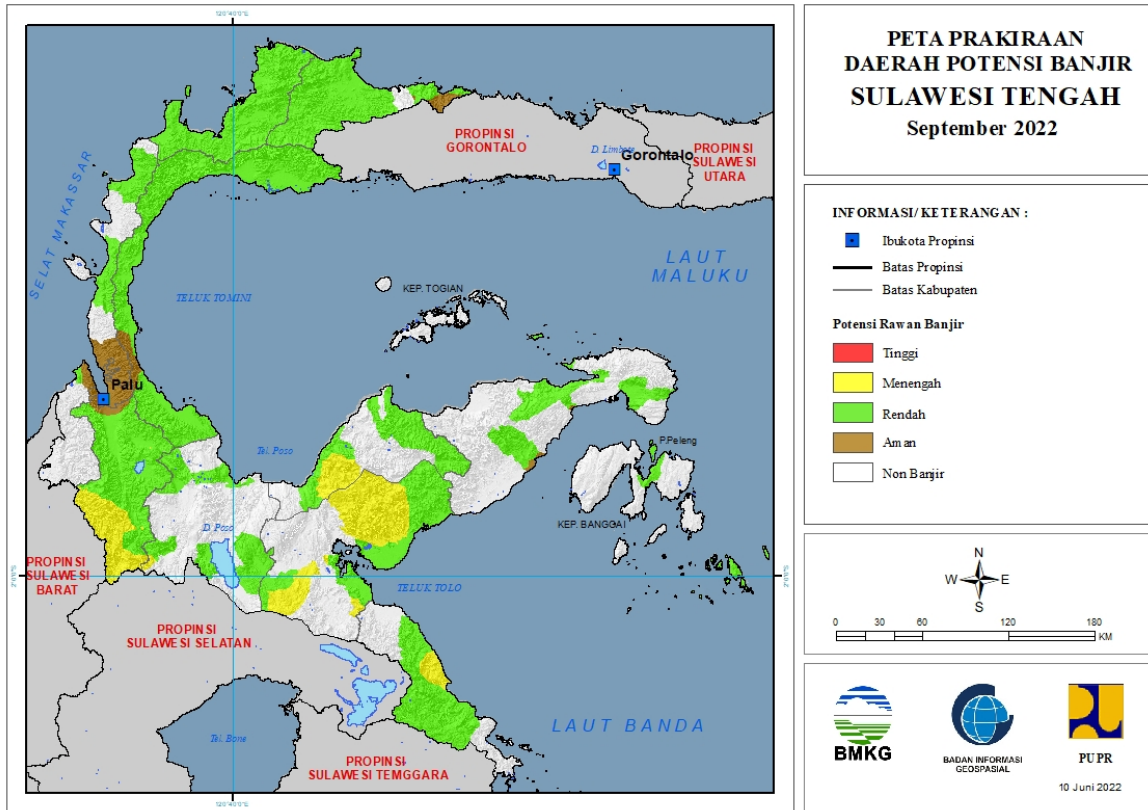 PETA PRAKIRAAN
DAERAH POTENSI BANJIR
SULAWESI TENGAH
September 2022
INFORMASI/ KETERANGAN :
Ibukota Propinsi
Batas Propinsi
Batas Kabupaten
Potensi Rawan Banjir
Tinggi
Menengah
Rendah
Aman
Non Banjir
N
W E
S
0 30 60 120 180
KM
BMKG
BADAN INFORMASI
GEOSPASIAL
PUPR
10 Juni 2022
120°4'0"E
PROPINSI
GORONTALO
D. Limboto
Gorontalo
PROPINSI
SULAWESI
UTARA
SELAT MAKASSAR
LAUT
MALUKU
TELUK TOMINI
KEP. TOGIAN
Palu
Tel. Poso
P.Peleng
KEP. BANGGAI
D. Poso
PROPINSI
SULAWESI
BARAT
TELUK TOLO
PROPINSI
SULAWESI SELATAN
LAUT BANDA
Tel. Bone
PROPINSI
SULAWESI TEMGGARA